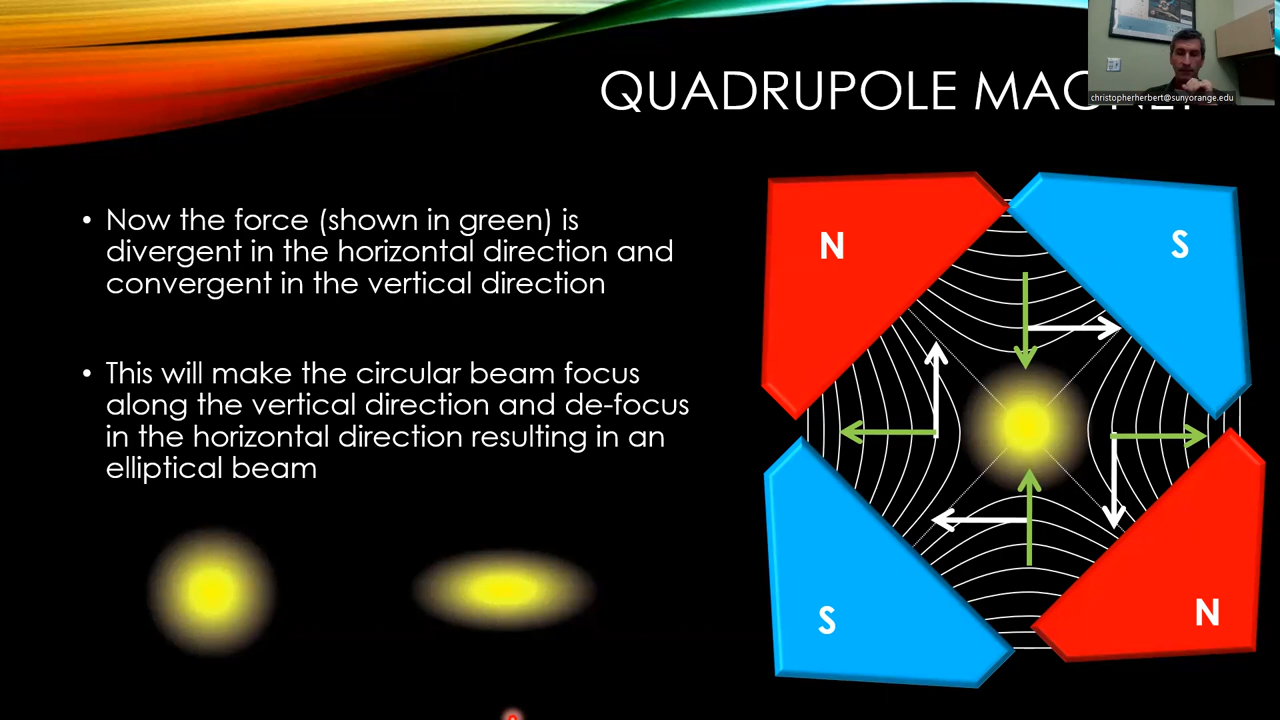 QUADRUPOLE
christopherherbert@sunyorange.edu
• Now the force (shown in green) is
divergent in the horizontal direction and
convergent in the vertical direction
• This will make the circular beam focus
along the vertical direction and de-focus
in the horizontal direction resulting in an
elliptical beam
N
S
S
N